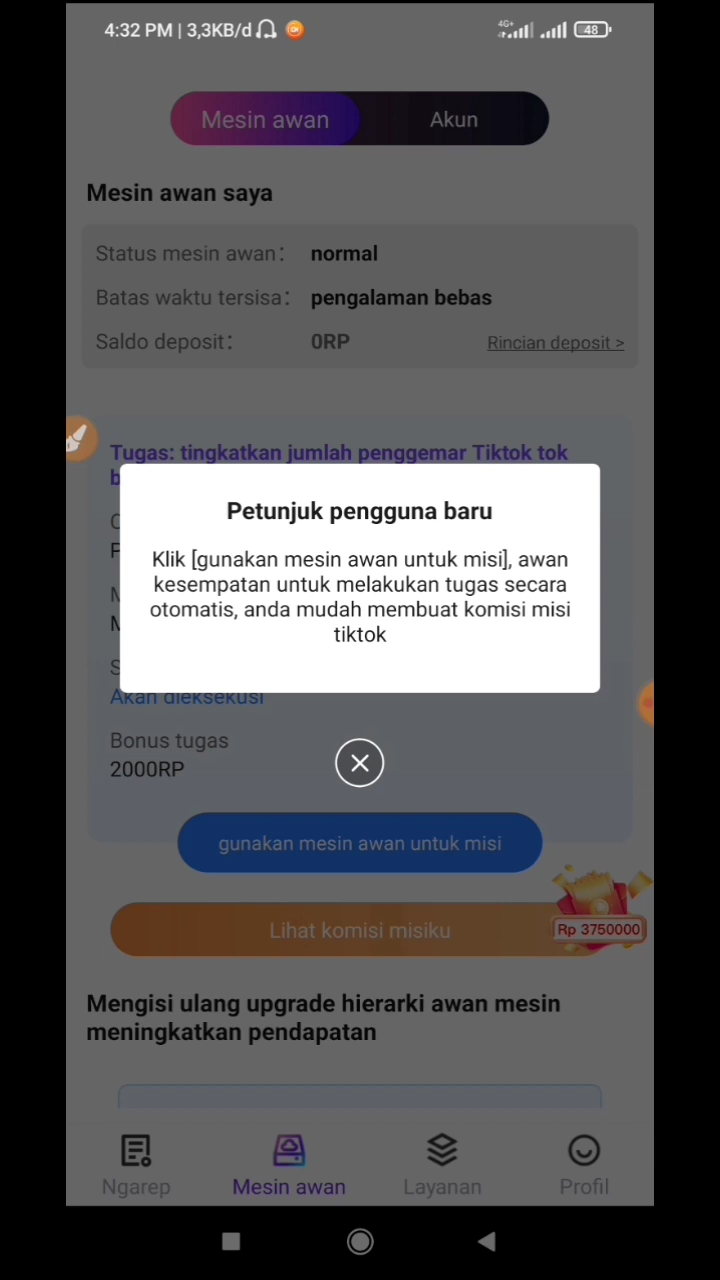 4:32 PM | 3,3KB/d
4G+
48
Mesin awan
Akun
Mesin awan saya
Status mesin awan: normal
Batas waktu tersisa: pengalaman bebas
Saldo deposit: 0RP Rincian deposit >
Tugas: tingkatkan jumlah penggemar Tiktok tok
Petunjuk pengguna baru
Klik [gunakan mesin awan untuk misi], awan
kesempatan untuk melakukan tugas secara
otomatis, anda mudah membuat komisi misi
tiktok
Akan dieksekusi
Bonus tugas
2000RP
gunakan mesin awan untuk misi
Lihat komisi misiku
Rp 3750000
Mengisi ulang upgrade hierarki awan mesin
meningkatkan pendapatan
Ngarep
Mesin awan
Layanan
Profil